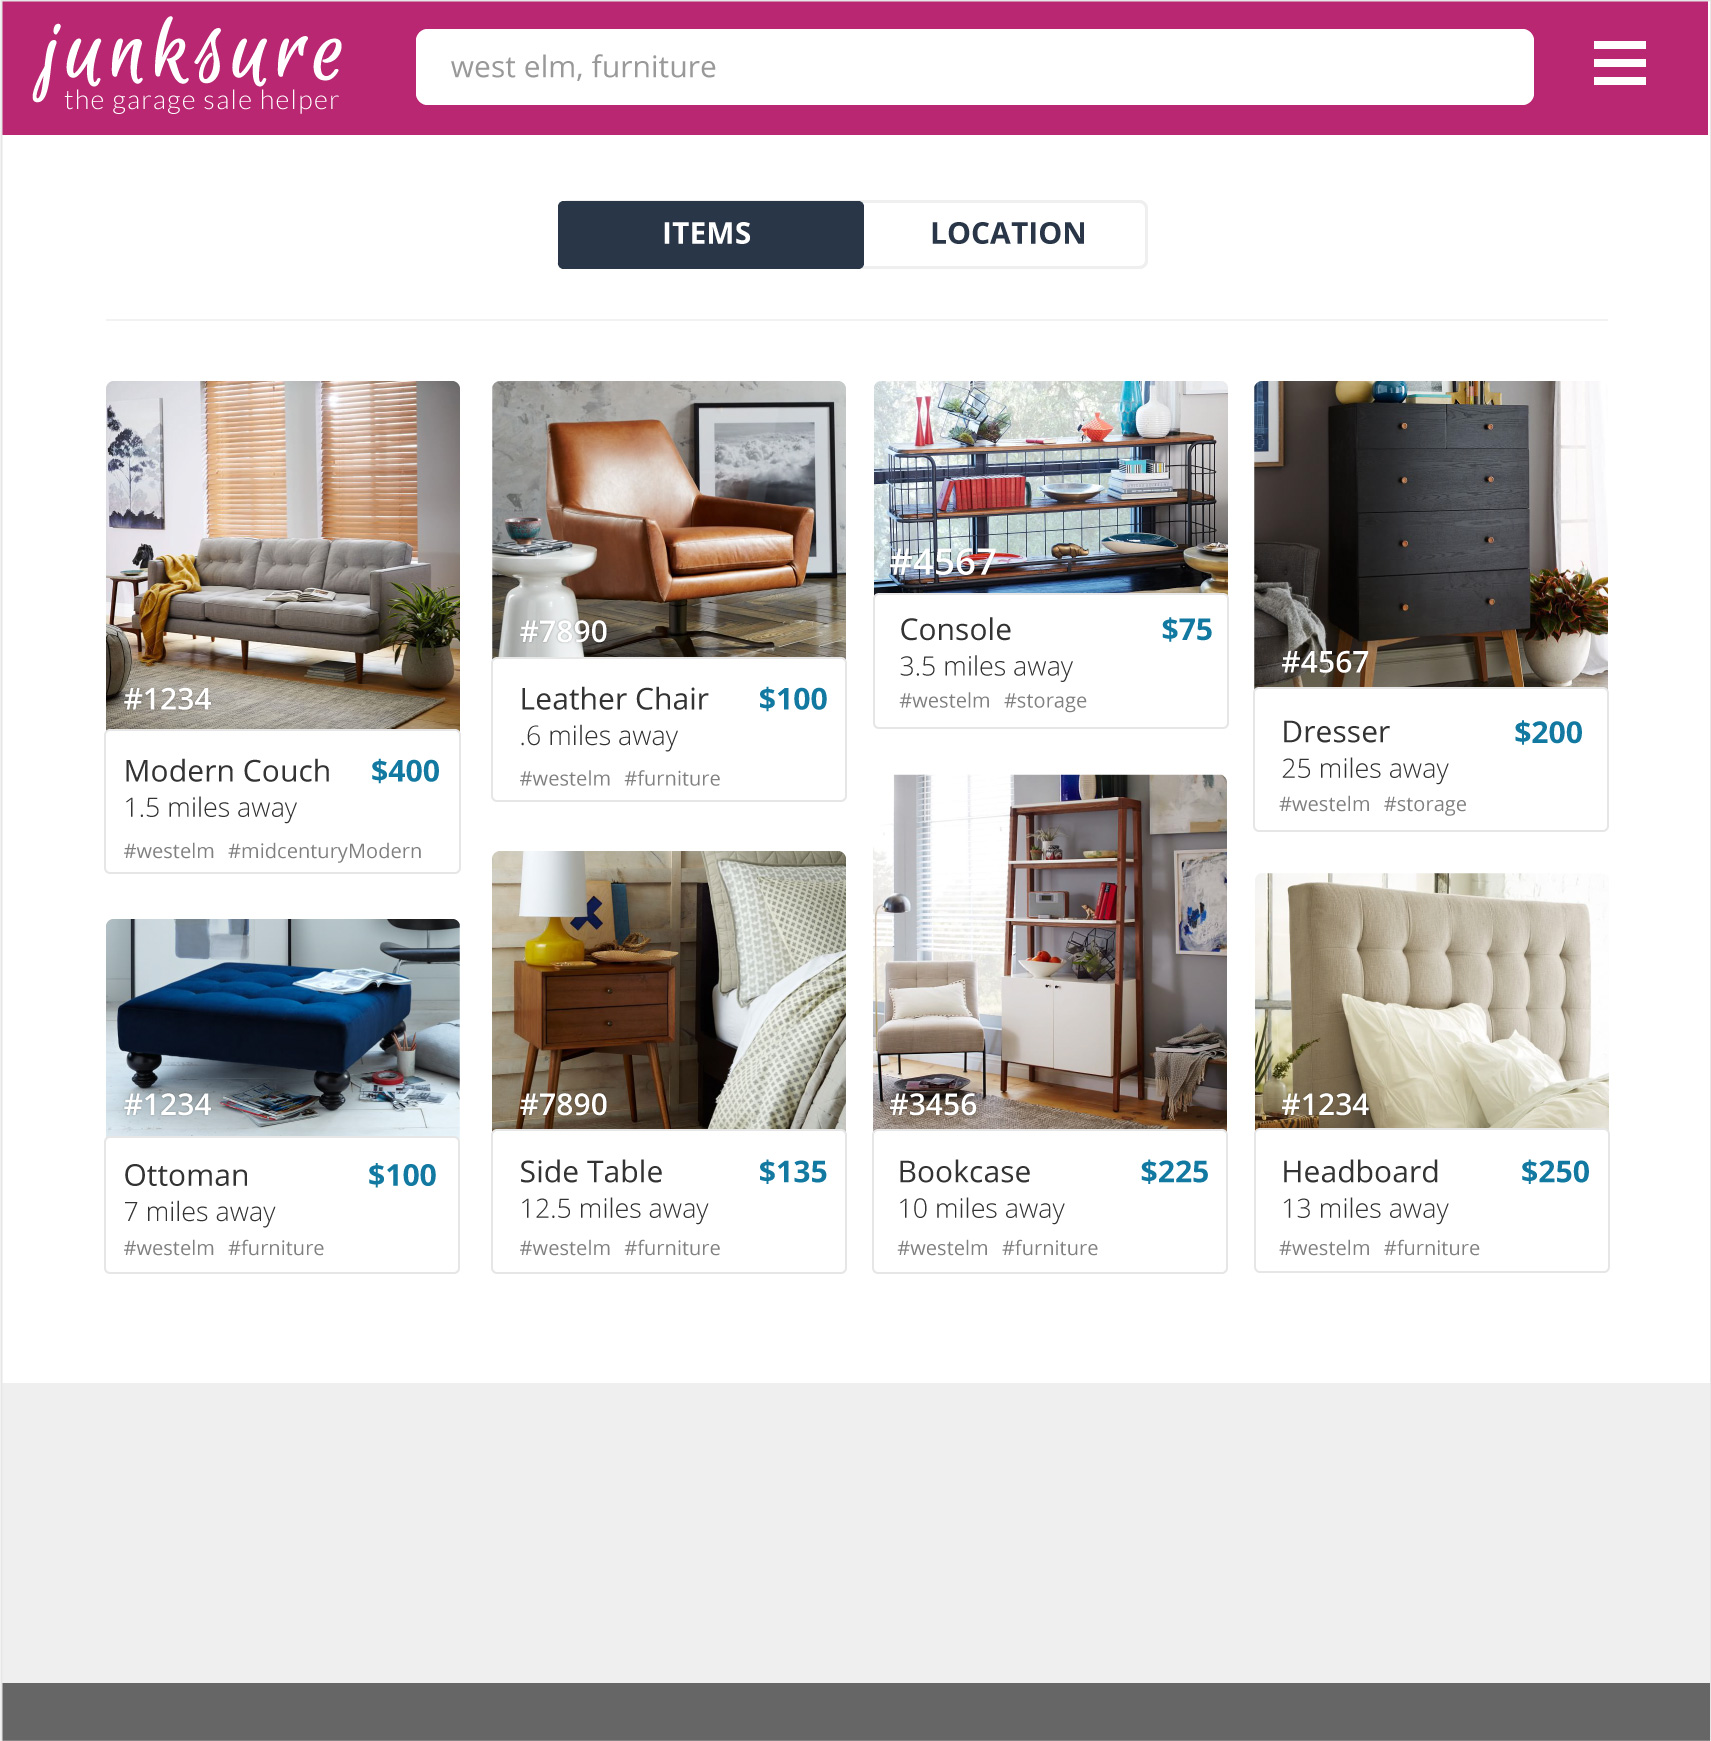 junksure
the garage sale helper
west elm, furniture
ITEMS
LOCATION
#1234
Modern Couch $400
1.5 miles away
#westelm #midcenturyModern
#7890
Leather Chair $100
.6 miles away
#westelm #furniture
#4567
Console $75
3.5 miles away
#westelm #storage
#4567
Dresser $200
25 miles away
#westelm #storage
#1234
Ottoman $100
7 miles away
#westelm #furniture
#7890
Side Table $135
12.5 miles away
#westelm #furniture
#3456
Bookcase $225
10 miles away
#westelm #furniture
#1234
Headboard $250
13 miles away
#westelm #furniture